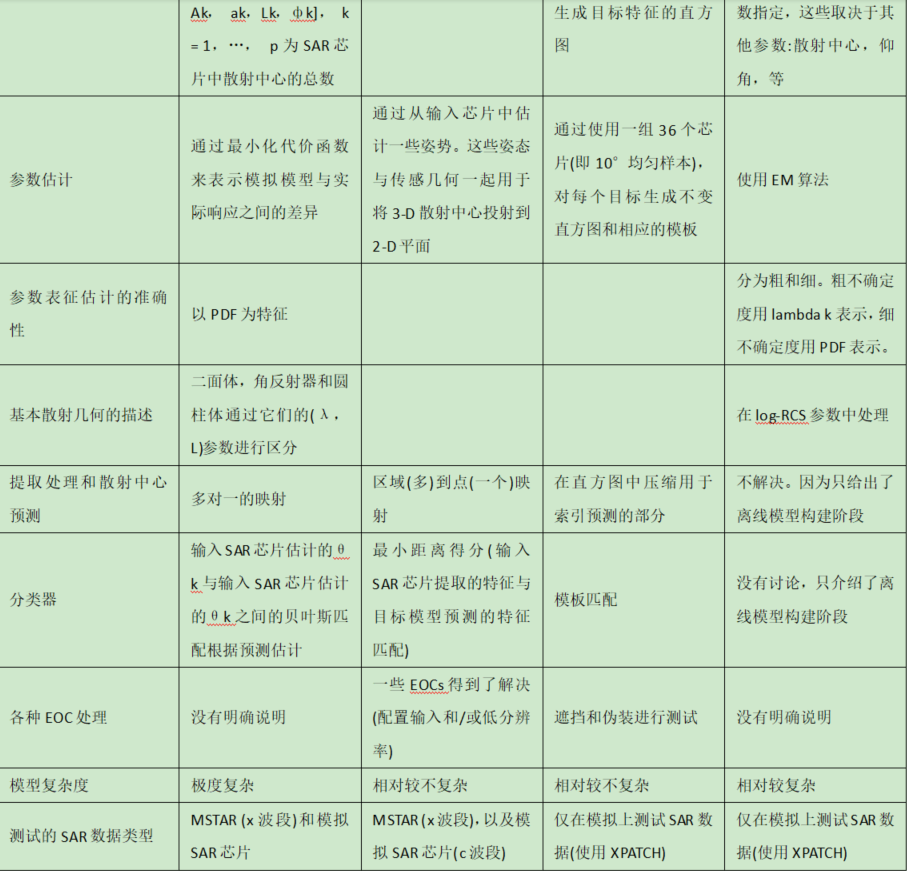 Ak, ak, Lk, фk], k
= 1, …, p 为 SAR 芯
片中散射中心的总数
生成目标特征的直方
图
数指定，这些取决于其
他参数:散射中心，仰
角，等
参数估计
通过最小化代价函数
来表示模拟模型与实
际响应之间的差异
通过从输入芯片中估
计一些姿势。这些姿态
与传感几何一起用于
将 3-D 散射中心投射到
2-D 平面
通过使用一组 36 个芯
片(即 10° 均匀样本)，
对每个目标生成不变
直方图和相应的模板
使用 EM 算法
参数表征估计的准确
性
以 PDF 为特征
分为粗和细。粗不确定
度用 lambda k 表示，细
不确定度用 PDF 表示。
基本散射几何的描述
二面体，角反射器和圆
柱体通过它们的(λ，
L)参数进行区分
在 log-RCS 参数中处理
提取处理和散射中心
预测
多对一的映射
区域(多)到点(一个)映
射
在直方图中压缩用于
索引预测的部分
不解决。因为只给出了
离线模型构建阶段
分类器
输入 SAR 芯片估计的 θ
k 与输入 SAR 芯片估计
的 θk 之间的贝叶斯匹
配根据预测估计
最小距离得分(输入
SAR 芯片提取的特征与
目标模型预测的特征
匹配)
模板匹配
没有讨论，只介绍了离
线模型构建阶段
各种 EOC 处理
没有明确说明
一些 EOCs 得到了解决
(配置输入和/或低分辨
率)
遮挡和伪装进行测试
没有明确说明
模型复杂度
极度复杂
相对较不复杂
相对较不复杂
相对较复杂
测试的 SAR 数据类型
MSTAR (x 波段)和模拟
SAR 芯片
MSTAR (x 波段)，以及模
拟 SAR 芯片(c 波段)
仅在模拟上测试 SAR 数
据(使用 XPATCH)
仅在模拟上测试 SAR 数
据(使用 XPATCH)